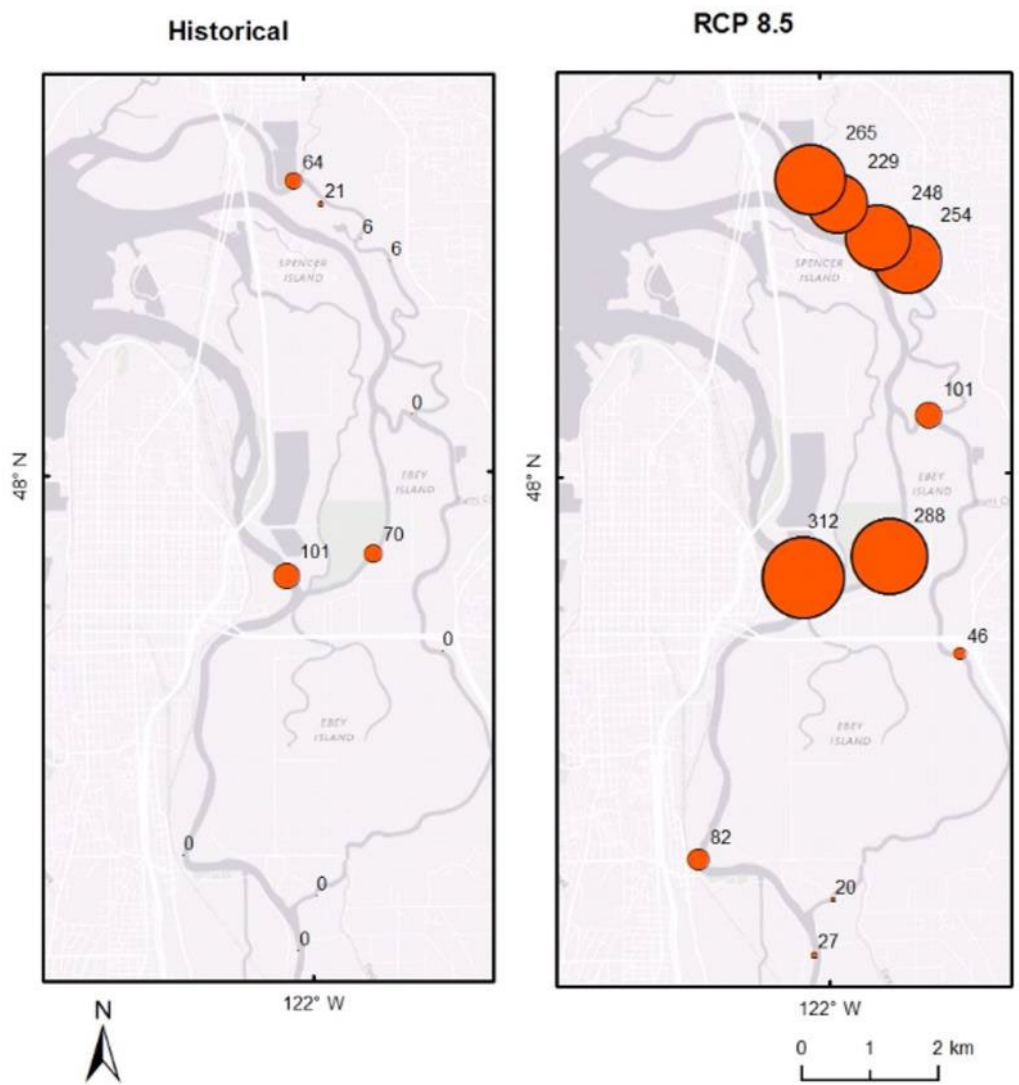 Historical
RCP 8.5
64
21
6
6
SPENCER
ISLAND
0
EBEY
ISLAND
48° N
70
101
0
EBEY
ISLAND
0
0
0
122° W
N
265
229
248
254
SPENCER
ISLAND
101
EBEY
ISLAND
48° N
312
288
46
EBEY
ISLAND
82
20
27
122° W
0 1 2 km